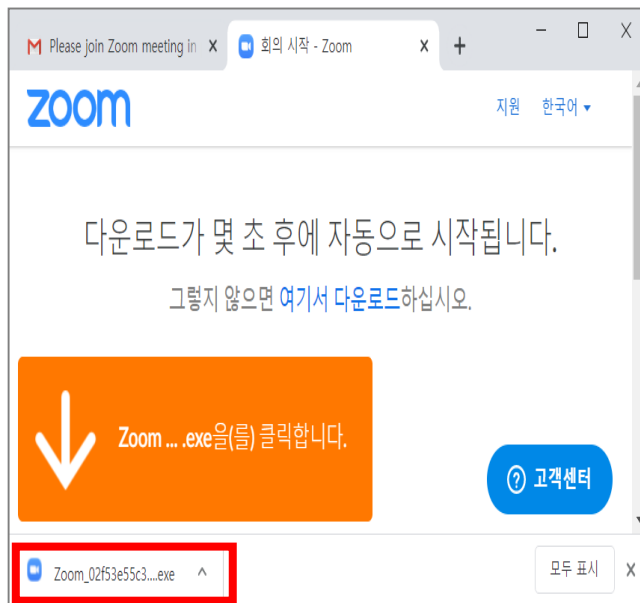 Please join Zoom meeting in
회의 시작 - Zoom
zoom
지원 한국어
다운로드가 몇 초 후에 자동으로 시작됩니다.
그렇지 않으면 여기서 다운로드하십시오.
Zoom ... .exe을(를) 클릭합니다.
고객센터
Zoom_02f53e55c3....exe
모두 표시